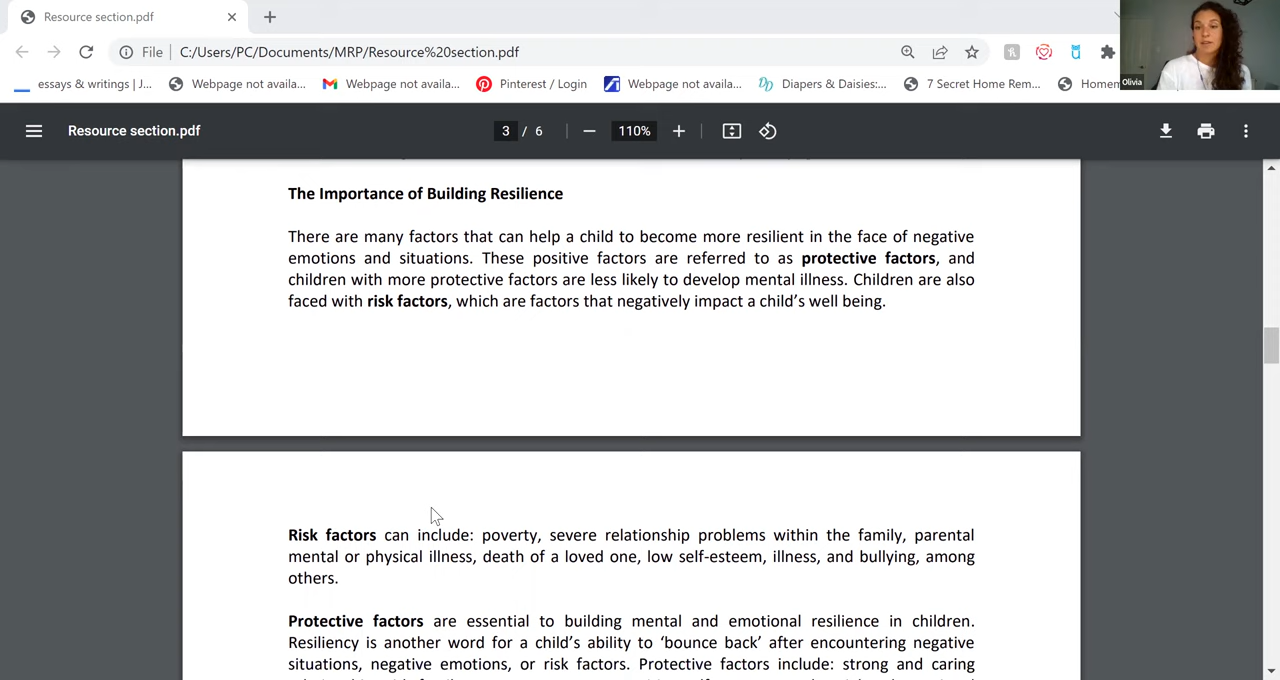 Resource section.pdf
File C:/Users/PC/Documents/MRP/Resource%20section.pdf
essays & writings | J... Webpage not availa... Webpage not availa... Pinterest / Login Webpage not availa... Diapers & Daisies:... 7 Secret Home Rem... Homem
Olivia
Resource section.pdf 3 / 6 110%
The Importance of Building Resilience
There are many factors that can help a child to become more resilient in the face of negative
emotions and situations. These positive factors are referred to as protective factors, and
children with more protective factors are less likely to develop mental illness. Children are also
faced with risk factors, which are factors that negatively impact a child's well being.
Risk factors can include: poverty, severe relationship problems within the family, parental
mental or physical illness, death of a loved one, low self-esteem, illness, and bullying, among
others.
Protective factors are essential to building mental and emotional resilience in children.
Resiliency is another word for a child's ability to 'bounce back' after encountering negative
situations, negative emotions, or risk factors. Protective factors include: strong and caring